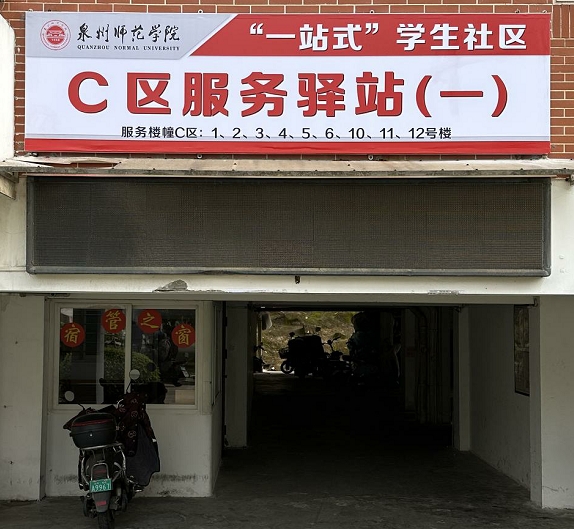 泉州师范学院
QUANZHOU NORMAL UNIVERSITY
“一站式”学生社区
C区服务驿站(一)
服务楼幢C区：1、2、3、4、5、6、10、11、12号楼
宿管之窗
A9967